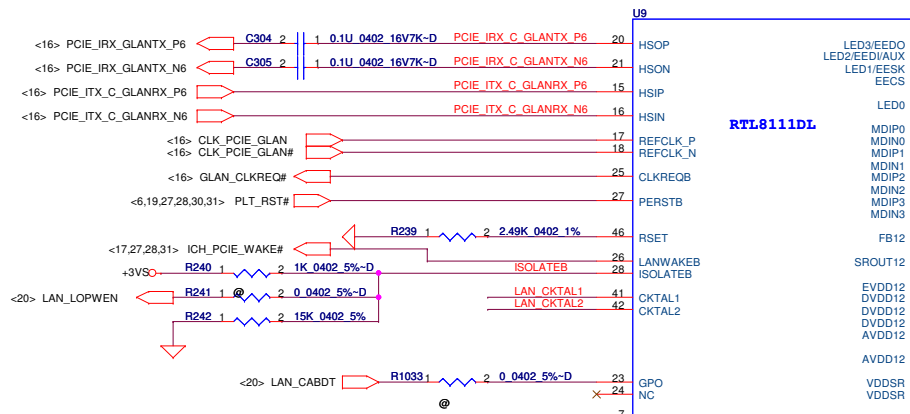 U9
<16> PCIE_IRX_GLANTX_P6 C304 2 1 0.1U_0402_16V7K~D PCIE_IRX_C_GLANTX_P6 20 HSOP LED3/EEDO
LED2/EEDI/AUX
<16> PCIE_IRX_GLANTX_N6 C305 2 1 0.1U_0402_16V7K~D PCIE_IRX_C_GLANTX_N6 21 HSON LED1/EESK
EECS
<16> PCIE_ITX_C_GLANRX_P6 PCIE_ITX_C_GLANRX_P6 15 HSIP
LED0
<16> PCIE_ITX_C_GLANRX_N6 PCIE_ITX_C_GLANRX_N6 16 HSIN
RTL8111DL
MDIP0
<16> CLK_PCIE_GLAN 17 REFCLK_P MDIN0
<16> CLK_PCIE_GLAN# 18 REFCLK_N MDIP1
MDIN1
<16> GLAN_CLKREQ# 25 CLKREQB MDIP2
MDIN2
<6,19,27,28,30,31> PLT_RST# 27 PERSTB MDIP3
MDIN3
R239 1 2 2.49K_0402_1% 46 RSET FB12
<17,27,28,31> ICH_PCIE_WAKE# 26 LANWAKEB SROUT12
+3VS R240 1 2 1K_0402_5%~D ISOLATEB 28 ISOLATEB
EVDD12
<20> LAN_LOPWEN R241 1 @ 2 0_0402_5%~D LAN_CKTAL1 41 CKTAL1 DVDD12
LAN_CKTAL2 42 CKTAL2 DVDD12
R242 1 2 15K_0402_5% DVDD12
AVDD12
AVDD12
<20> LAN_CABDT R1033 1 2 0_0402_5%~D 23 GPO VDDSR
@ 24 NC VDDSR
7